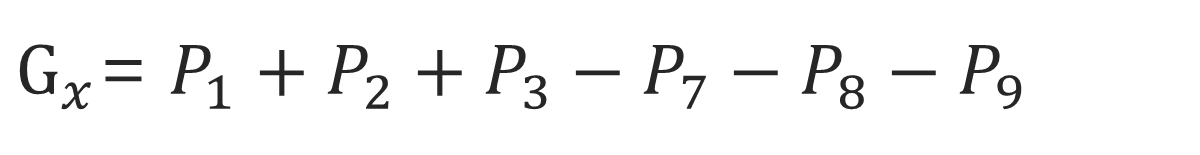 Gₓ= P₁ + P₂ + P₃ − P₇ − P₈ − P₉